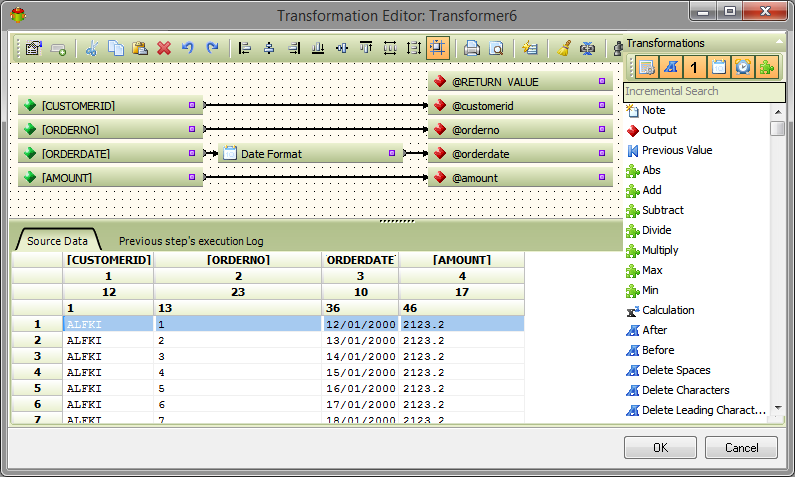 Transformation Editor: Transformer6
Transformations
1
Incremental Search
@RETURN_VALUE
[CUSTOMERID]
@customerid
[ORDERNO]
@orderno
[ORDERDATE]
Date Format
@orderdate
[AMOUNT]
@amount
Note
Output
Previous Value
Abs
Add
Subtract
Divide
Multiply
Max
Min
Calculation
After
Before
Delete Spaces
Delete Characters
Delete Leading Charact...
Source Data
Previous step's execution Log
[CUSTOMERID] [ORDERNO] ORDERDATE [AMOUNT]
1 2 3 4
12 23 10 17
1 13 36 46
1 ALFKI 1 12/01/2000 2123.2
2 ALFKI 2 13/01/2000 2123.2
3 ALFKI 3 14/01/2000 2123.2
4 ALFKI 4 15/01/2000 2123.2
5 ALFKI 5 16/01/2000 2123.2
6 ALFKI 6 17/01/2000 2123.2
7 ALFKI 7 18/01/2000 2123.2
OK
Cancel